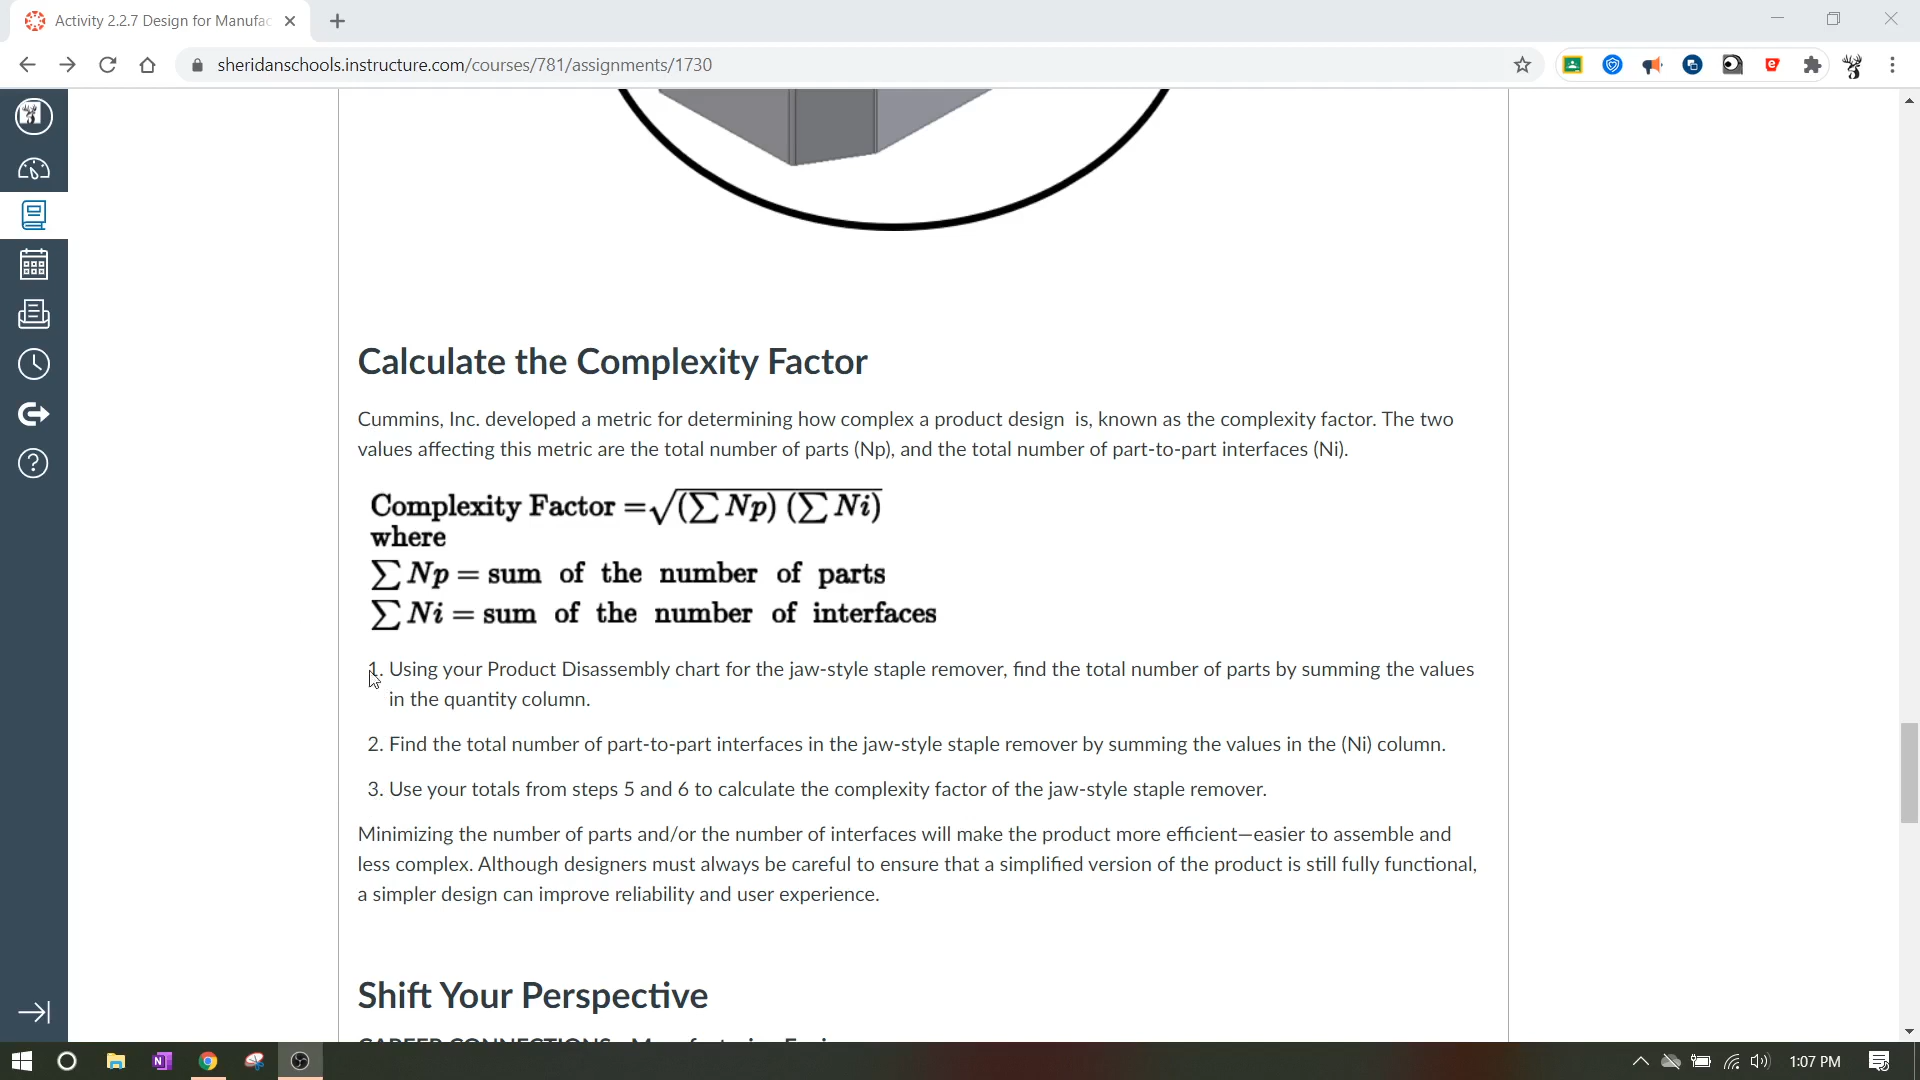 Activity 2.2.7 Design for Manufac
sheridanschools.instructure.com/courses/781/assignments/1730
Calculate the Complexity Factor
Cummins, Inc. developed a metric for determining how complex a product design  is, known as the complexity factor. The two
values affecting this metric are the total number of parts (Np), and the total number of part-to-part interfaces (Ni).
Complexity Factor =√(∑ Np) (∑ Ni)
where
∑ Np = sum of the number of parts
∑ Ni = sum of the number of interfaces
1. Using your Product Disassembly chart for the jaw-style staple remover, find the total number of parts by summing the values
in the quantity column.
2. Find the total number of part-to-part interfaces in the jaw-style staple remover by summing the values in the (Ni) column.
3. Use your totals from steps 5 and 6 to calculate the complexity factor of the jaw-style staple remover.
Minimizing the number of parts and/or the number of interfaces will make the product more efficient—easier to assemble and
less complex. Although designers must always be careful to ensure that a simplified version of the product is still fully functional,
a simpler design can improve reliability and user experience.
Shift Your Perspective
1:07 PM